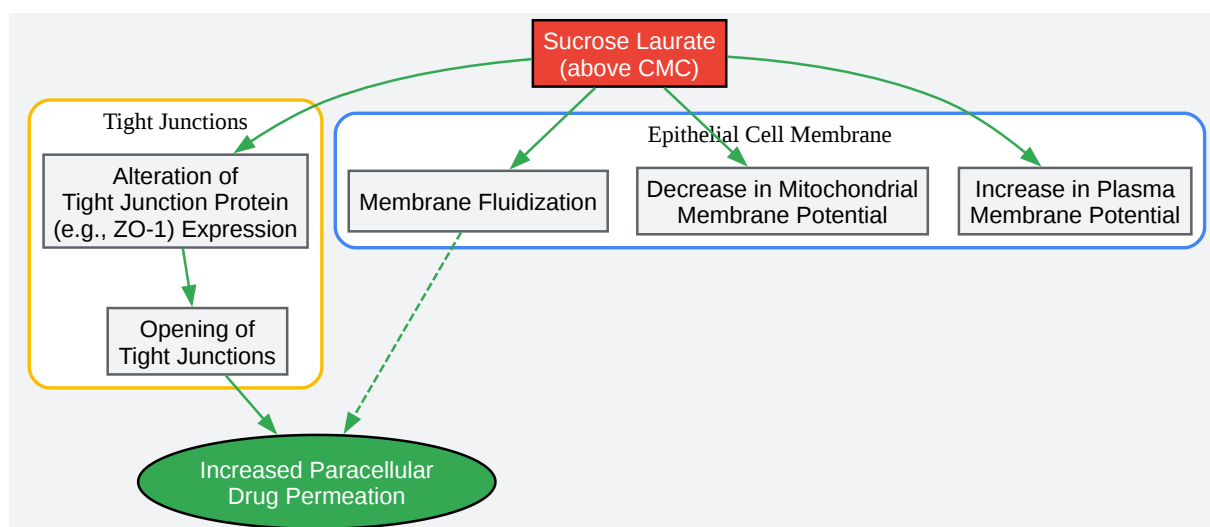 Sucrose Laurate
(above CMC)
Tight Junctions
Alteration of
Tight Junction Protein
(e.g., ZO-1) Expression
Opening of
Tight Junctions
Epithelial Cell Membrane
Membrane Fluidization
Decrease in Mitochondrial
Membrane Potential
Increase in Plasma
Membrane Potential
Increased Paracellular
Drug Permeation